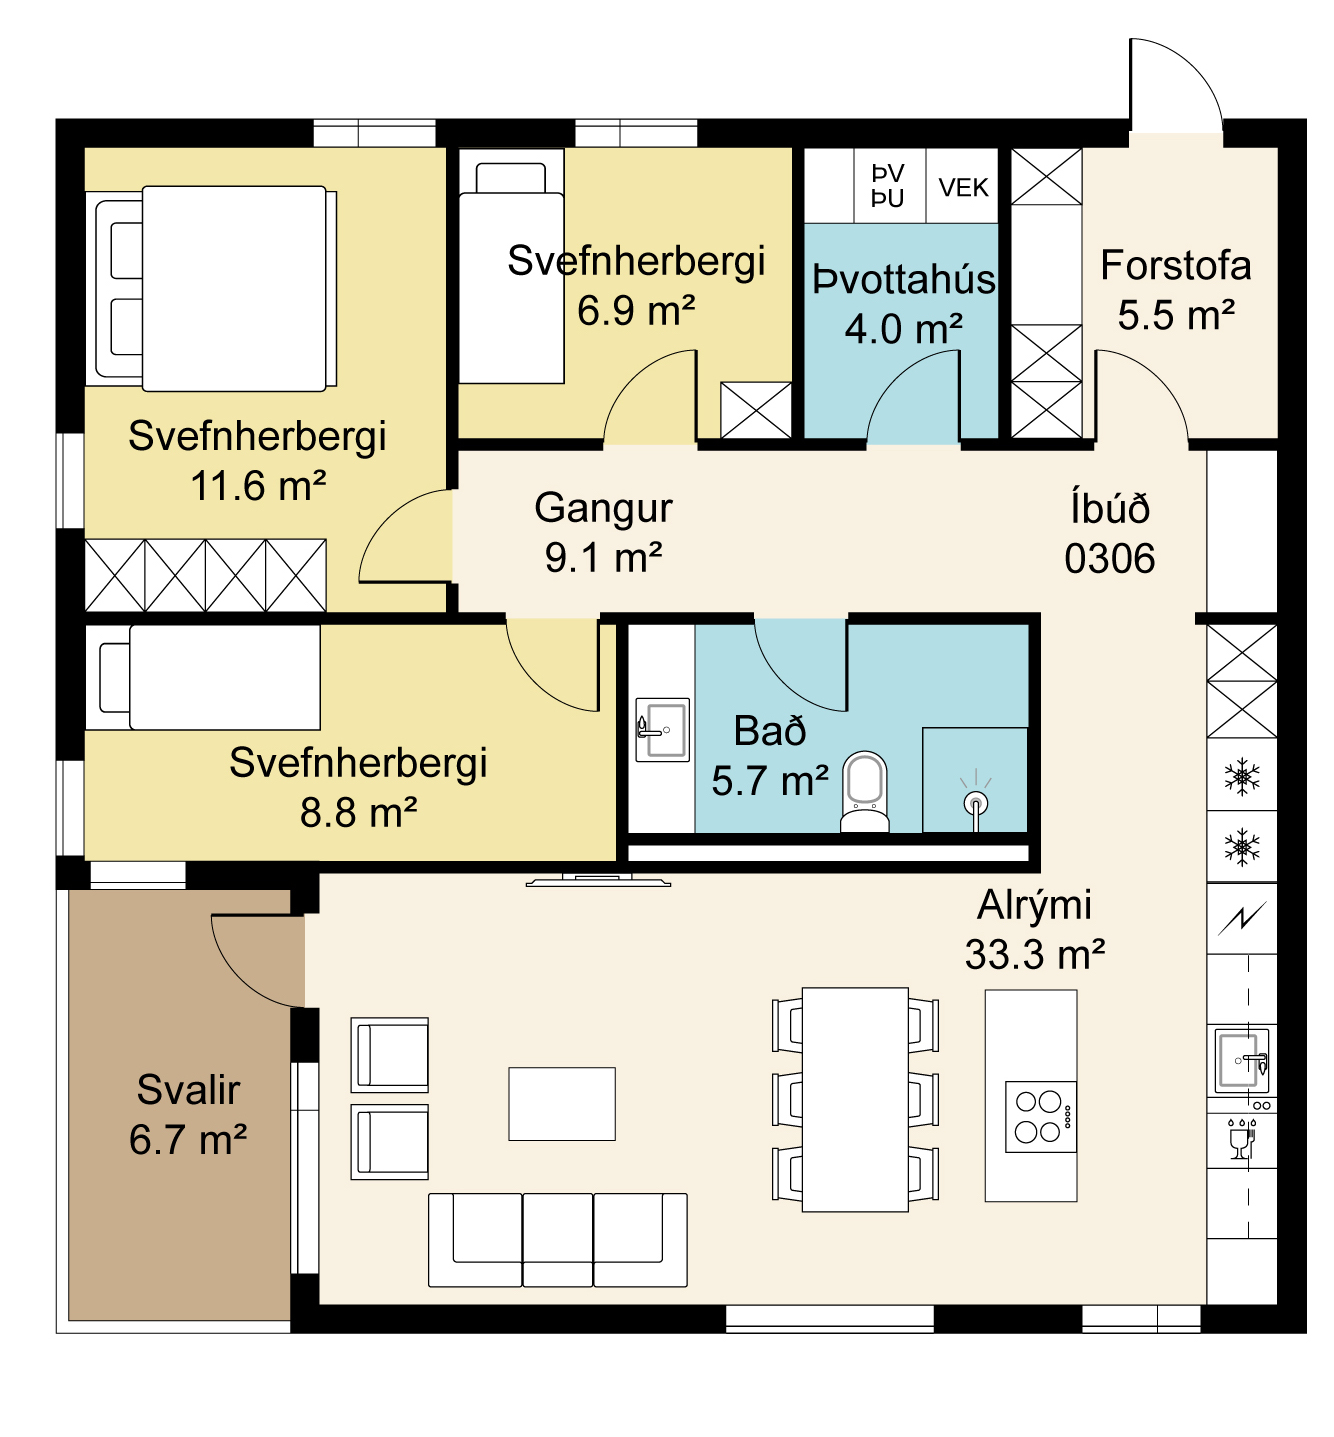 ÞV
ÞU
VEK
Svefnherbergi
6.9 m²
Þvottahús
4.0 m²
Forstofa
5.5 m²
Svefnherbergi
11.6 m²
Gangur
9.1 m²
Íbúð
0306
Svefnherbergi
8.8 m²
Bað
5.7 m²
Alrými
33.3 m²
Svalir
6.7 m²